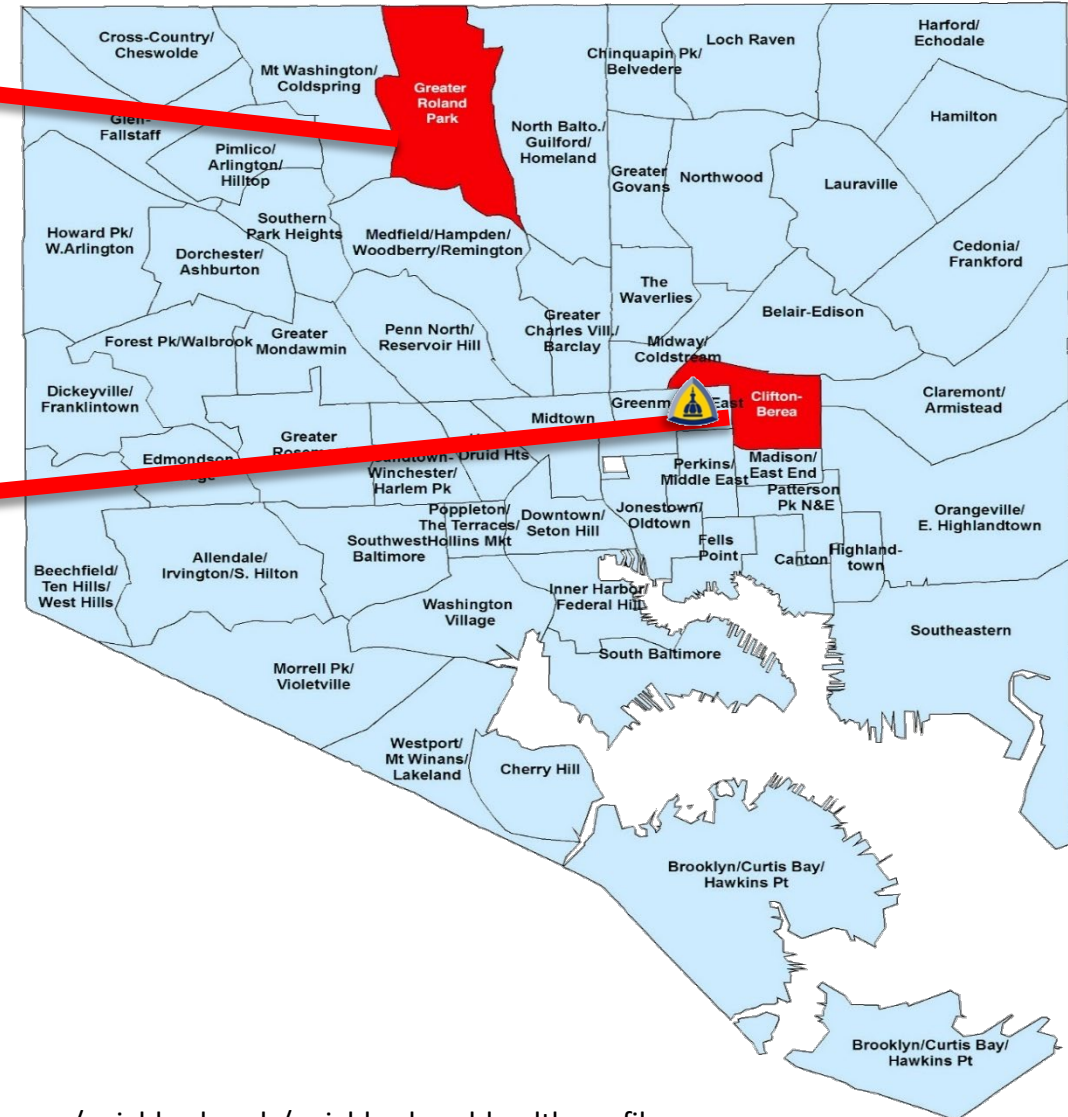 Cross-Country/
Cheswolde
Mt Washington/
Coldspring
Greater
Roland
Park
Chinquapin Pk/
Belvedere
Loch Raven
Harford/
Echodale
Glen-
Fallstaff
Pimlico/
Arlington/
Hilltop
North Balto./
Guilford/
Homeland
Greater
Govans
Northwood
Hamilton
Lauraville
Howard Pk/
W.Arlington
Dorchester/
Ashburton
Southern
Park Heights
Medfield/Hampden/
Woodberry/Remington
Cedonia/
Frankford
The
Waverlies
Belair-Edison
Forest Pk/Walbrook
Greater
Mondawmin
Penn North/
Reservoir Hill
Greater
Charles Vill./
Barclay
Midway/
Coldstream
Dickeyville/
Franklintown
Midtown
East
Clifton-
Berea
Claremont/
Armistead
Edmondson
Greater
Druid Hts
Winchester/
Harlem Pk
Perkins/
Middle East
Madison/
East End
Patterson
Pk N&E
Orangeville/
E. Highlandtown
Beechfield/
Ten Hills/
West Hills
Allendale/
Irvington/S. Hilton
Southwest
Baltimore
Poppleton/
The Terraces/
Hollins Mkt
Downtown/
Seton Hill
Jonestown/
Oldtown
Fells
Point
Canton
Highland-
town
Washington
Village
Inner Harbor/
Federal Hill
South Baltimore
Southeastern
Morrell Pk/
Violetville
Westport/
Mt Winans/
Lakeland
Cherry Hill
Brooklyn/Curtis Bay/
Hawkins Pt
Brooklyn/Curtis Bay/
Hawkins Pt